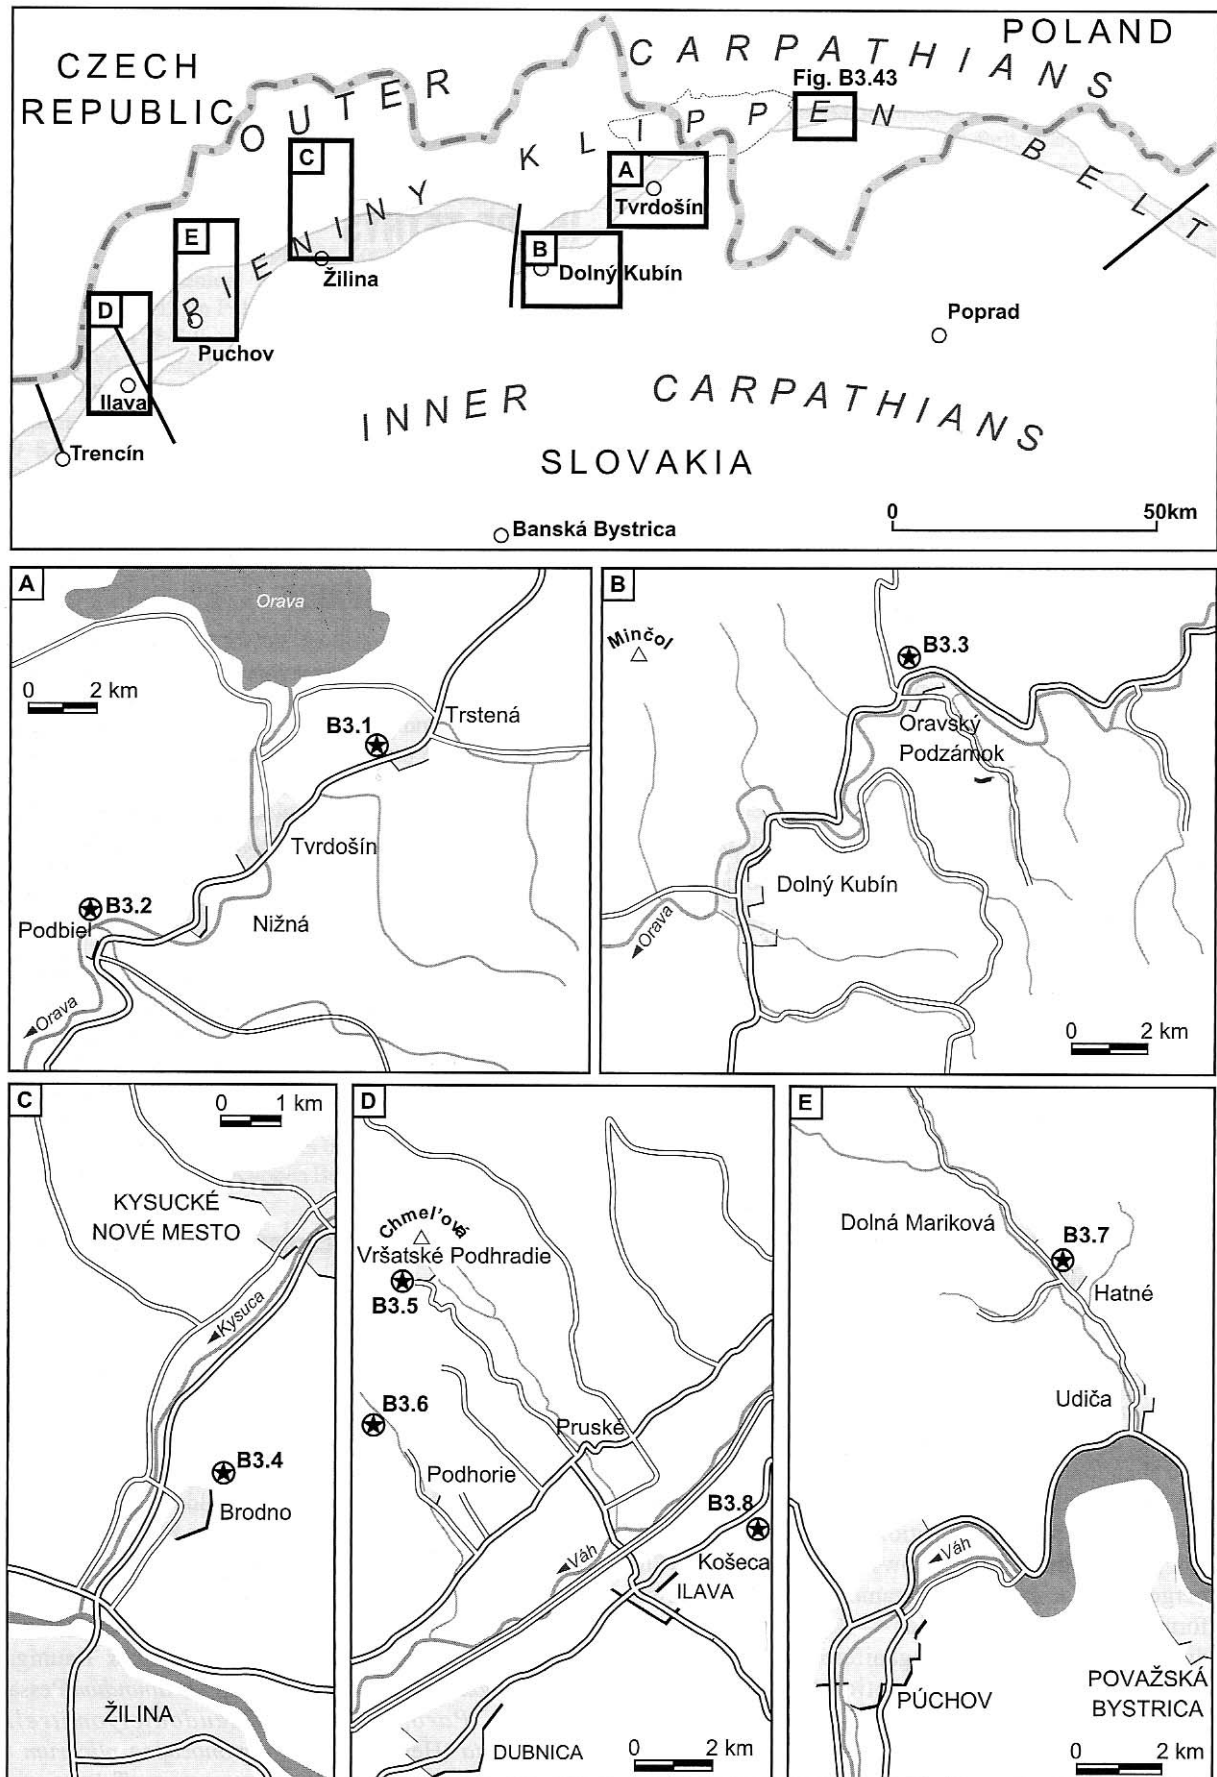 CZECH
REPUBLIC
POLAND
OUTER
CARPATHIANS
Fig. B3.43
PIENINY KLIPPEN BELT
C
A
Tvrdošín
E
B
Dolný Kubín
Žilina
D
Puchov
Poprad
Ilava
INNER CARPATHIANS
Trencín
SLOVAKIA
0 50km
Banská Bystrica
A
Orava
0 2 km
Trstená
B3.1
Tvrdošín
B3.2
Podbiel
Nižná
Orava
B
Minčol
B3.3
Oravský
Podzámok
Dolný Kubín
Orava
0 2 km
C
0 1 km
KYSUCKÉ
NOVÉ MESTO
Kysuca
B3.4
Brodno
ŽILINA
D
Chmel'ová
Vršatské Podhradie
B3.5
B3.6
Pruské
Podhorie
B3.8
Váh
Košeca
ILAVA
DUBNICA
0 2 km
E
Dolná Mariková
B3.7
Hatné
Udiča
Váh
PÚCHOV
POVAŽSKÁ
BYSTRICA
0 2 km